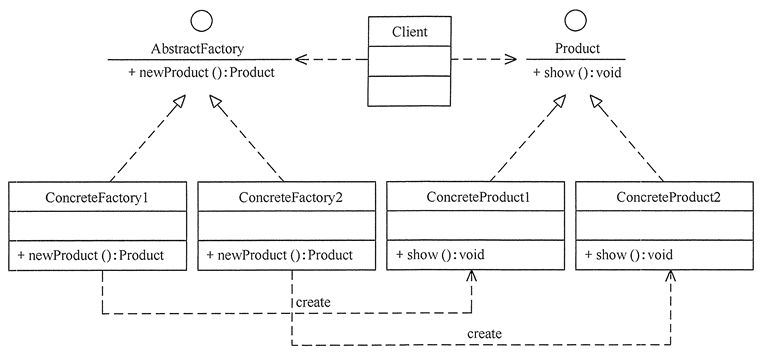 AbstractFactory
+ newProduct (): Product
Client
Product
+ show (): void
ConcreteFactory1
+ newProduct (): Product
ConcreteFactory2
+ newProduct (): Product
ConcreteProduct1
+ show (): void
ConcreteProduct2
+ show (): void
create
create